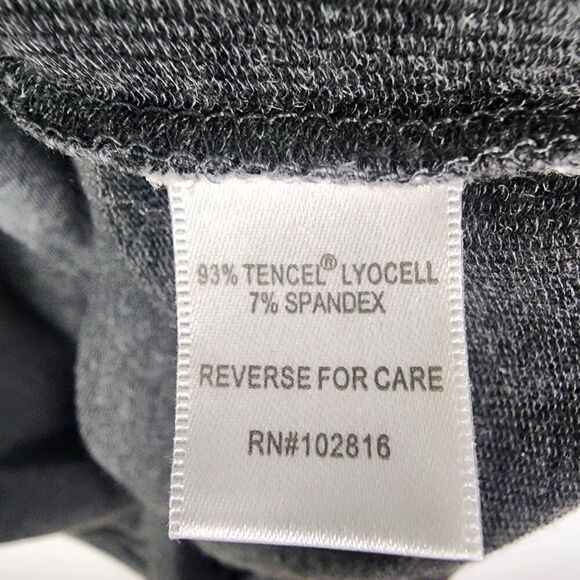 93% TENCEL® LYOCELL
7% SPANDEX
REVERSE FOR CARE
RN#102816